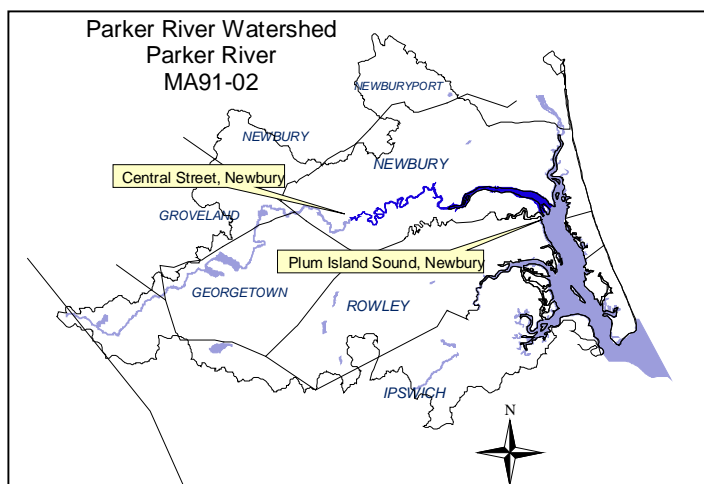 Parker River Watershed
Parker River
MA91-02
NEWBURYPORT
NEWBURY
NEWBURY
Central Street, Newbury
GROVELAND
Plum Island Sound, Newbury
GEORGETOWN
ROWLEY
IPSWICH
N